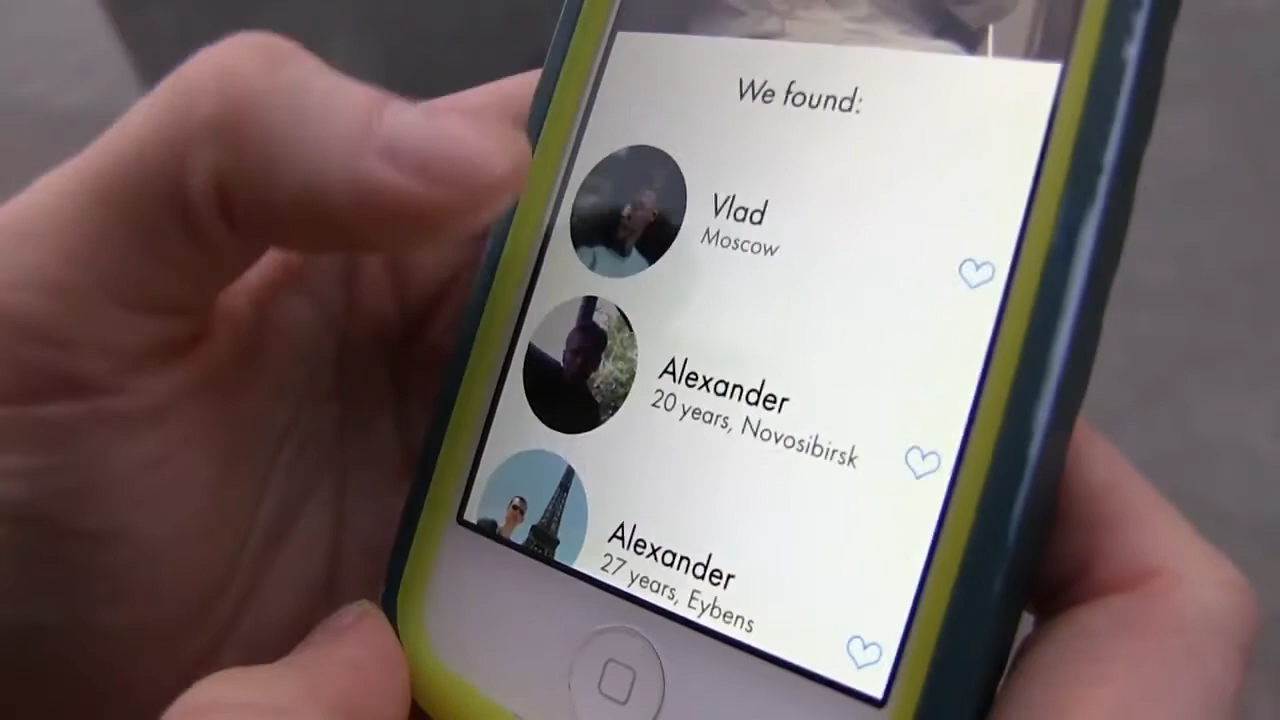 We found:
Vlad
Moscow
Alexander
20 years, Novosibirsk
Alexander
27 years, Eybens